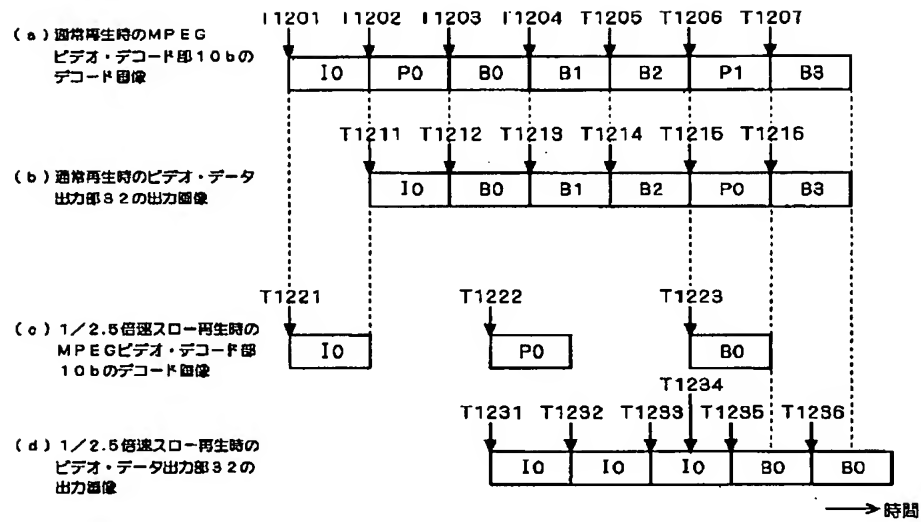 T1201 T1202 T1203 T1204 T1205 T1206 T1207
(a)通常再生時のMPEG
ビデオ・デコード部10bの
デコード画像
I0 P0 B0 B1 B2 P1 B3
T1211 T1212 T1213 T1214 T1215 T1216
(b)通常再生時のビデオ・データ
出力部32の出力画像
I0 B0 B1 B2 P0 B3
T1221 T1222 T1223
(c)1/2.5倍速スロー再生時の
MPEGビデオ・デコード部
10bのデコード画像
I0 P0 B0
T1234
T1231 T1232 T1233 T1235 T1236
(d)1/2.5倍速スロー再生時の
ビデオ・データ出力部32の
出力画像
I0 I0 I0 B0 B0
時間